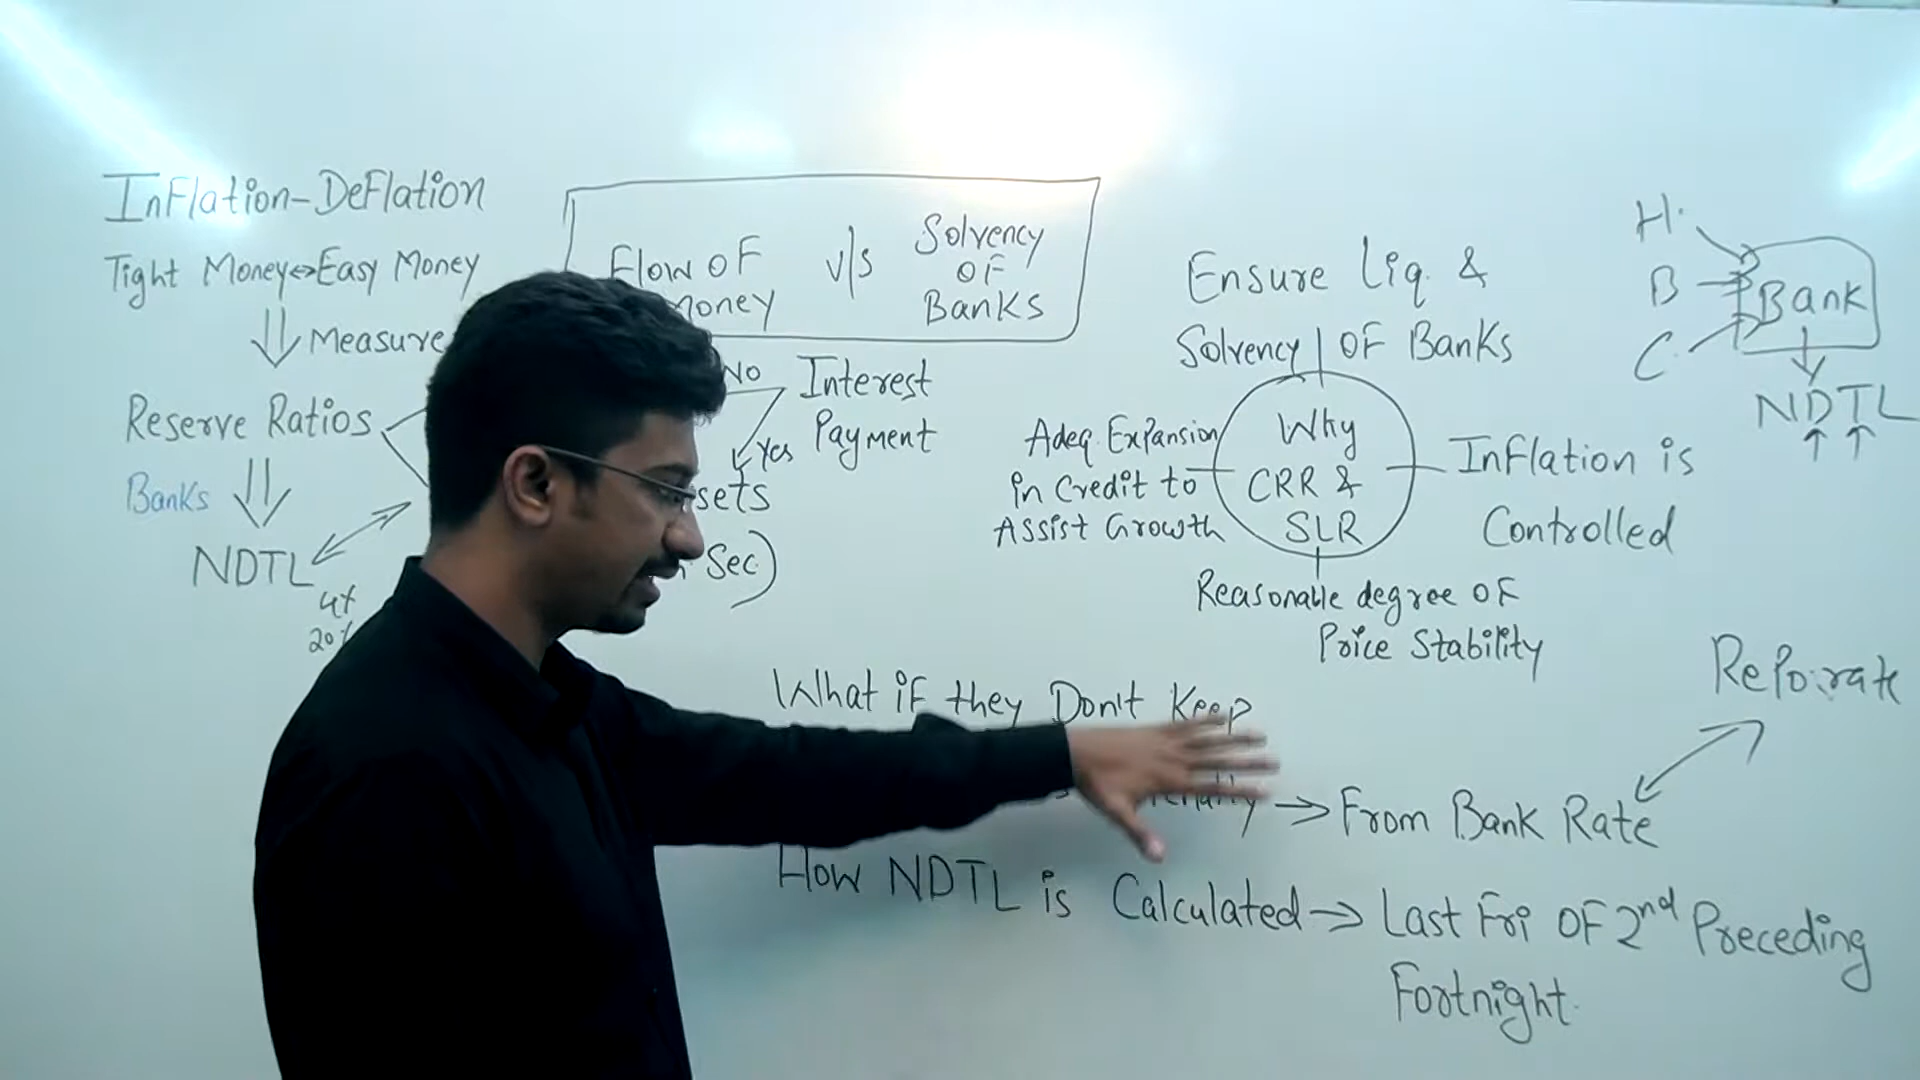 InFlation-DeFlation
Tight Money↔Easy Money
Measure
Reserve Ratios
Banks
NDTL
4%
20%
Flow OF
Money
v/s
Solvency
OF
Banks
No
Interest
Payment
Yes
Sec)
Ensure Liq. &
Solvency OF Banks
Why
CRR &
SLR
Adeq. Expansion
in Credit to
Assist Growth
Inflation is
Controlled
Reasonable degree of
Price Stability
H.
B
C.
Bank
NDTL
What if they Don't Keep
→ From Bank Rate
Repo rate
How NDTL is Calculated → Last Fri OF 2nd Preceding
Fortnight.